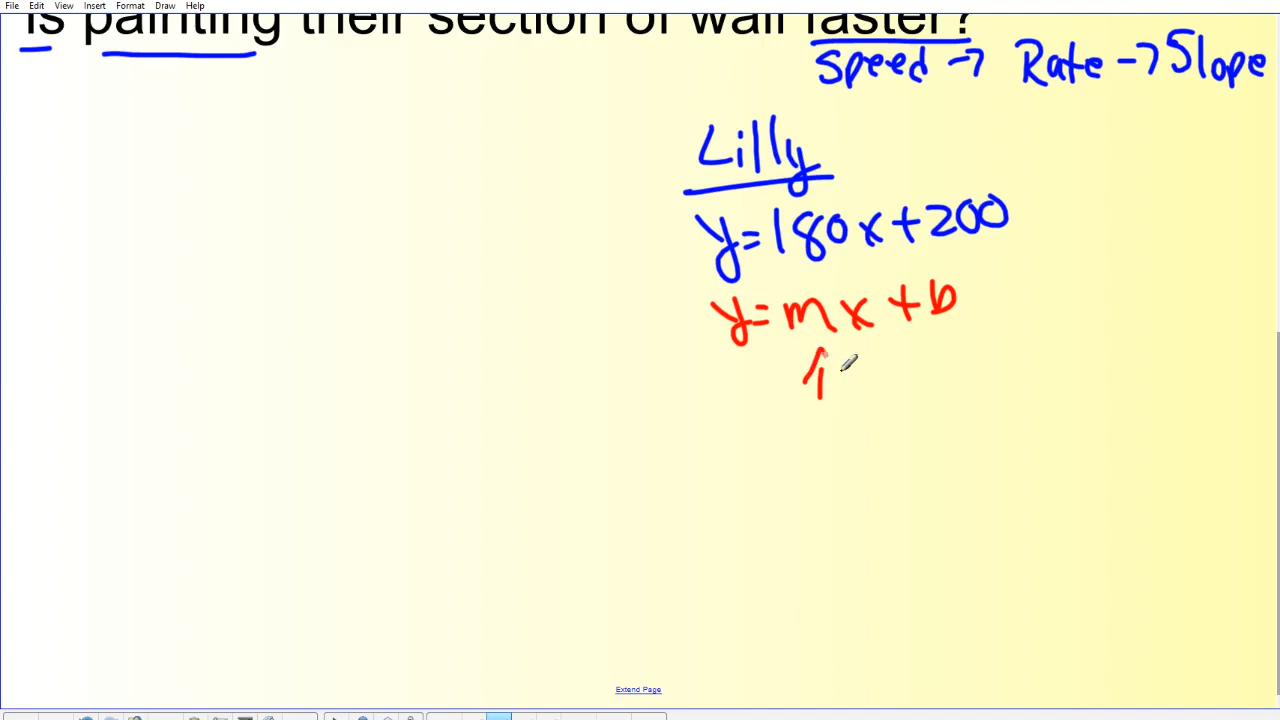 File Edit View Insert Format Draw Help
is painting their section of wall faster?
Speed → Rate → Slope
Lilly
y=180x+200
y=mx+b
↑
Extend Page